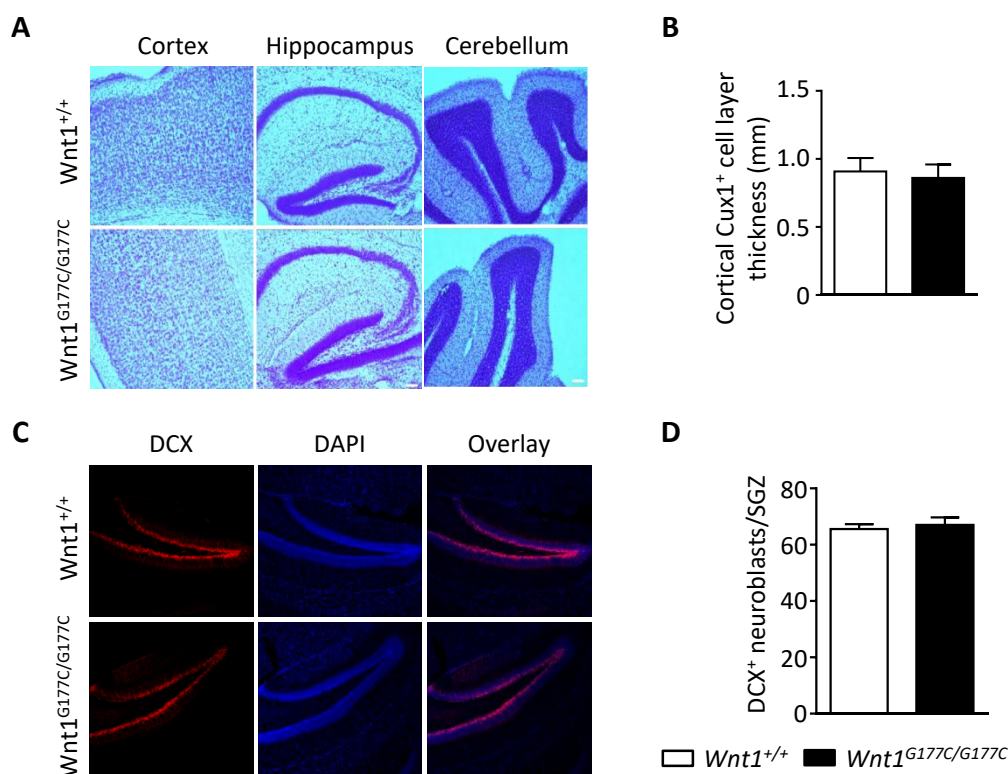 A
Cortex Hippocampus Cerebellum
Wnt1+/+
Wnt1G177C/G177C
B
Cortical Cux1+ cell layer
thickness (mm)
1.5
1.0
0.5
0
C
DCX DAPI Overlay
Wnt1+/+
Wnt1G177C/G177C
D
DCX+ neuroblasts/SGZ
80
60
40
20
0
Wnt1+/+ Wnt1G177C/G177C